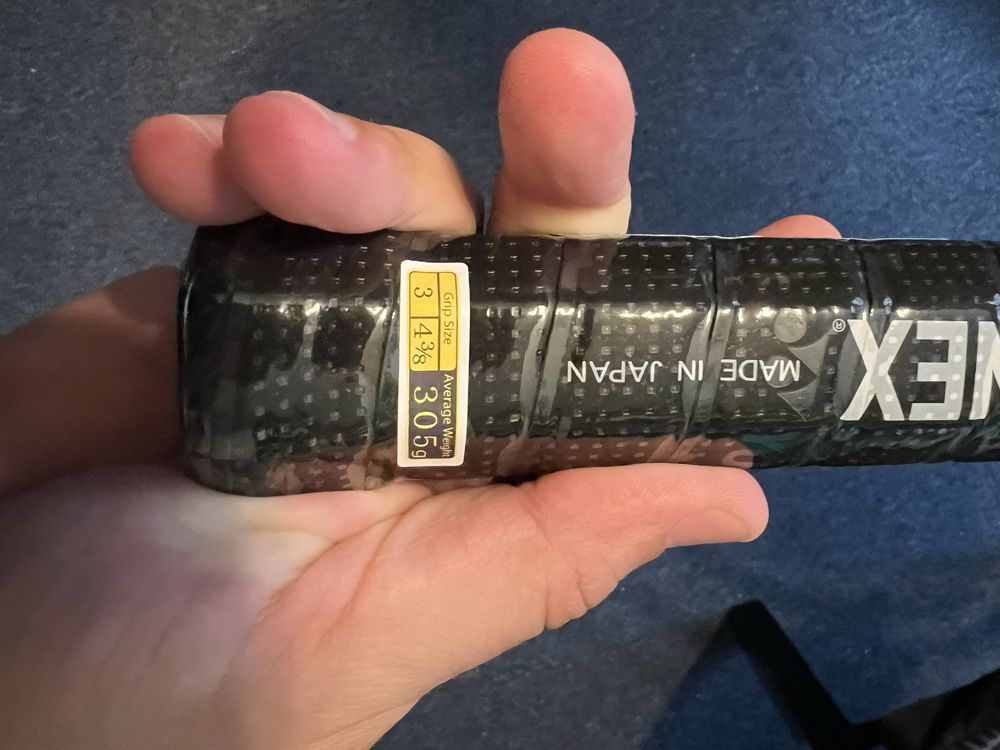 Grip Size
3 4 3/8
Average Weight
305g
MADE IN JAPAN
NEX®